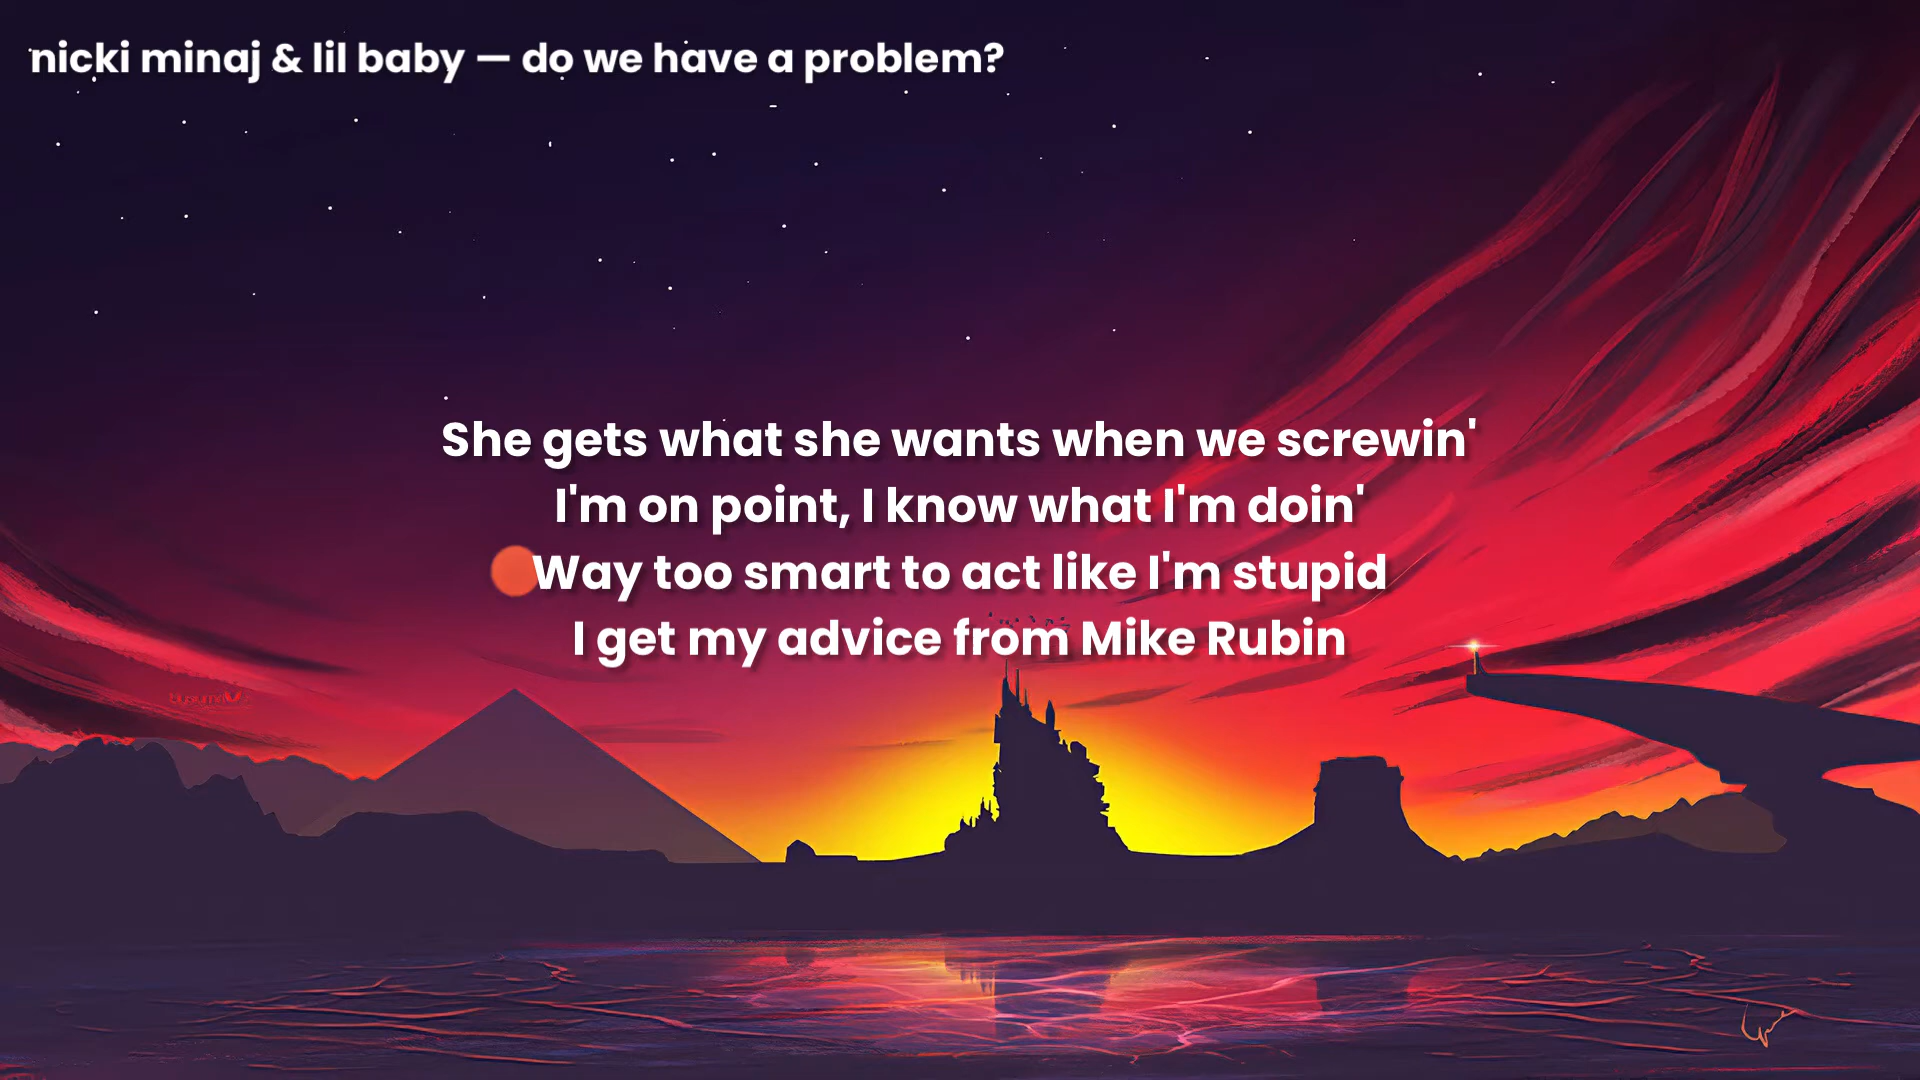 nicki minaj & lil baby — do we have a problem?
She gets what she wants when we screwin'
I'm on point, I know what I'm doin'
Way too smart to act like I'm stupid
I get my advice from Mike Rubin